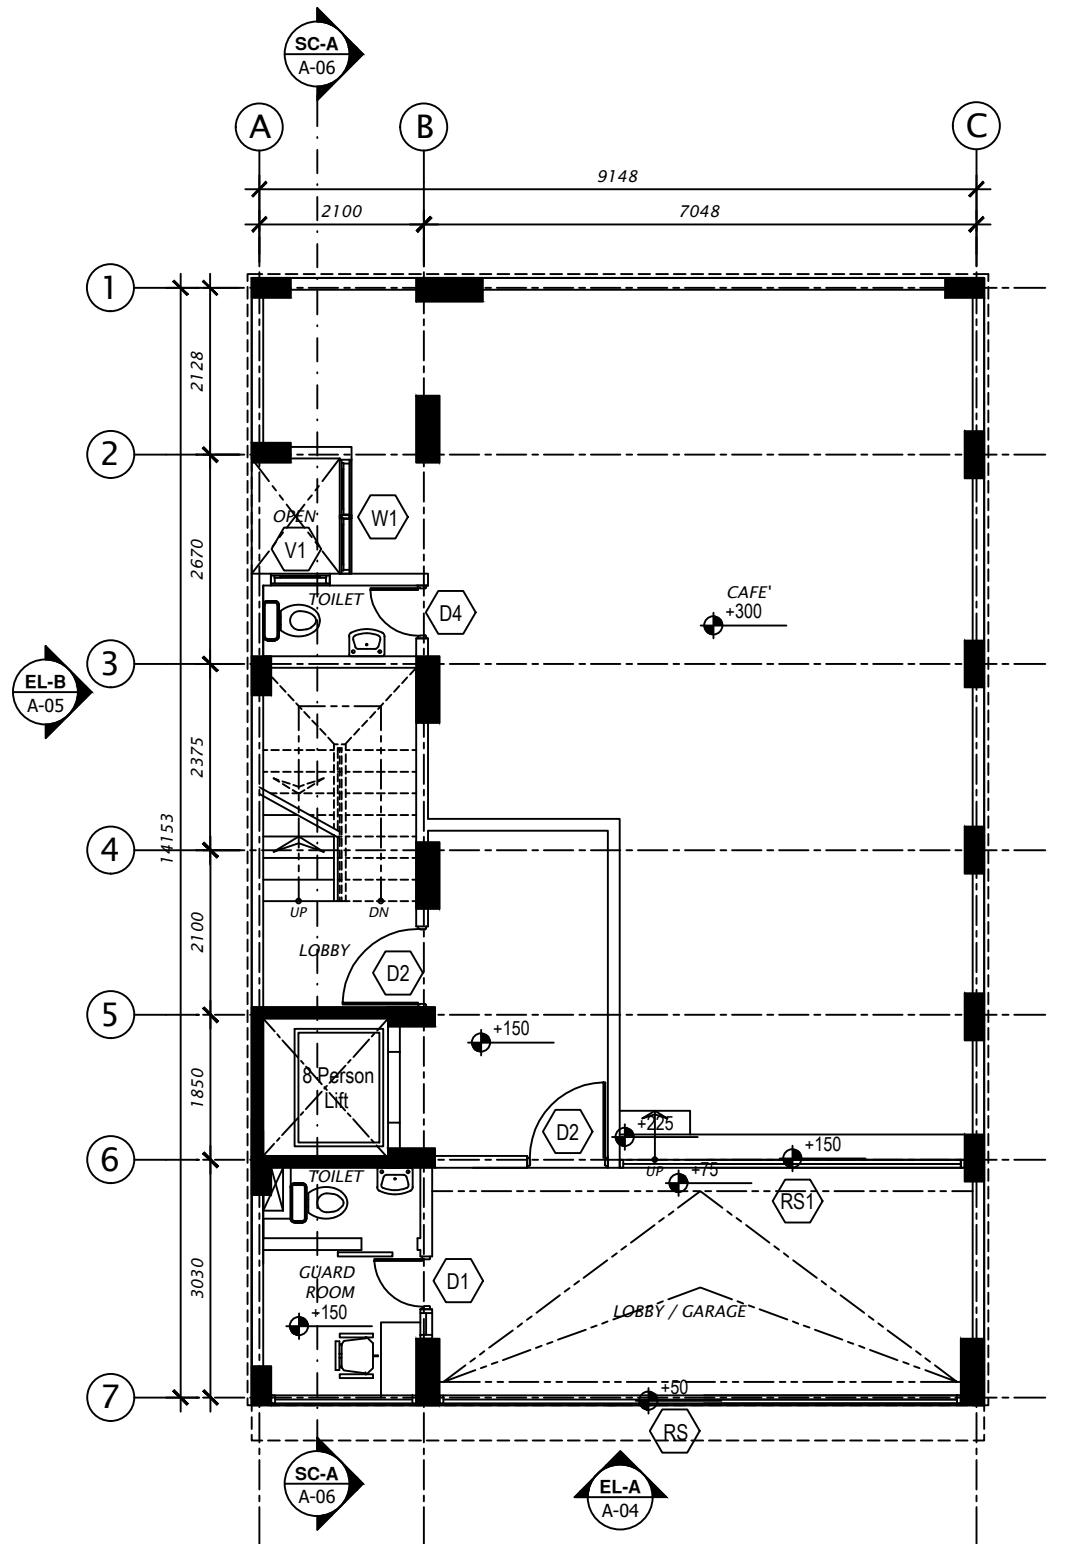 SC-A
A-06
A
B
C
9148
2100
7048
1
2128
2
OPEN
W1
V1
2670
TOILET
CAFE'
+300
D4
3
EL-B
A-05
2375
14153
4
UP
DN
2100
LOBBY
D2
5
+150
8 Person
Lift
1850
D2
+225
+150
6
TOILET
UP
+75
RS1
GUARD
ROOM
D1
3030
+150
LOBBY / GARAGE
7
+50
RS
SC-A
A-06
EL-A
A-04